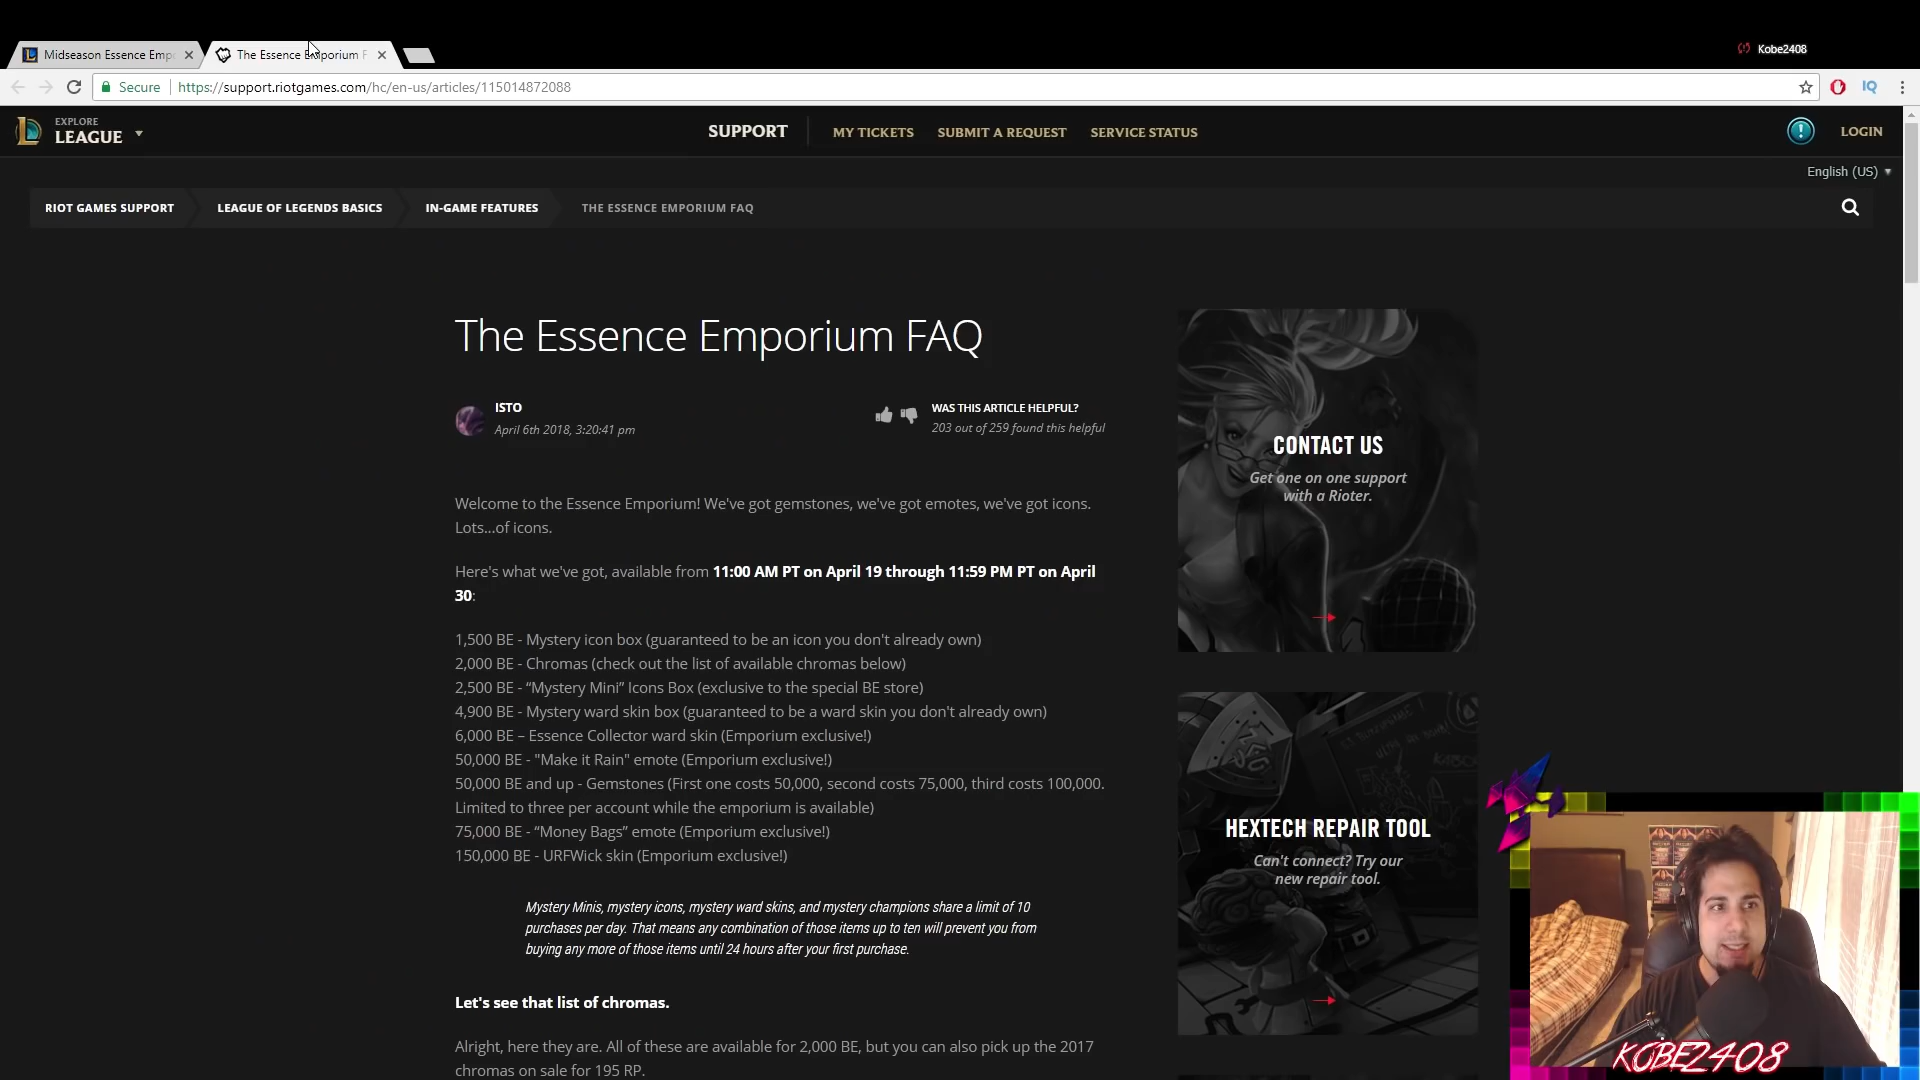 Kobe2408
Midseason Essence Emp
The Essence Emporium F
Secure https://support.riotgames.com/hc/en-us/articles/115014872088
IQ
EXPLORE
LEAGUE
SUPPORT
MY TICKETS
SUBMIT A REQUEST
SERVICE STATUS
LOGIN
English (US)
RIOT GAMES SUPPORT
LEAGUE OF LEGENDS BASICS
IN-GAME FEATURES
THE ESSENCE EMPORIUM FAQ
The Essence Emporium FAQ
ISTO
April 6th 2018, 3:20:41 pm
WAS THIS ARTICLE HELPFUL?
203 out of 259 found this helpful
Welcome to the Essence Emporium! We've got gemstones, we've got emotes, we've got icons.
Lots...of icons.
Here's what we've got, available from 11:00 AM PT on April 19 through 11:59 PM PT on April
30:
1,500 BE - Mystery icon box (guaranteed to be an icon you don't already own)
2,000 BE - Chromas (check out the list of available chromas below)
2,500 BE - “Mystery Mini” Icons Box (exclusive to the special BE store)
4,900 BE - Mystery ward skin box (guaranteed to be a ward skin you don't already own)
6,000 BE – Essence Collector ward skin (Emporium exclusive!)
50,000 BE - "Make it Rain" emote (Emporium exclusive!)
50,000 BE and up - Gemstones (First one costs 50,000, second costs 75,000, third costs 100,000.
Limited to three per account while the emporium is available)
75,000 BE - “Money Bags” emote (Emporium exclusive!)
150,000 BE - URFWick skin (Emporium exclusive!)
Mystery Minis, mystery icons, mystery ward skins, and mystery champions share a limit of 10
purchases per day. That means any combination of those items up to ten will prevent you from
buying any more of those items until 24 hours after your first purchase.
Let's see that list of chromas.
Alright, here they are. All of these are available for 2,000 BE, but you can also pick up the 2017
chromas on sale for 195 RP.
CONTACT US
Get one on one support
with a Rioter.
HEXTECH REPAIR TOOL
Can't connect? Try our
new repair tool.
KOBE2408